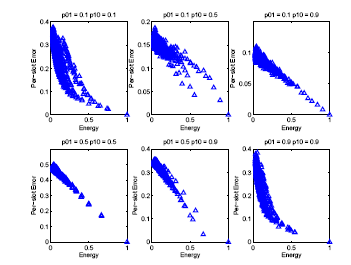 p01 = 0.1 p10 = 0.1
p01 = 0.1 p10 = 0.5
p01 = 0.1 p10 = 0.9
0.4
0.3
0.2
0.1
0
Per-slot Error
0 0.5 1
Energy
0.2
0.15
0.1
0.05
0
Per-slot Error
0 0.5 1
Energy
0.15
0.1
0.05
0
Per-slot Error
0 0.5 1
Energy
p01 = 0.5 p10 = 0.5
p01 = 0.5 p10 = 0.9
p01 = 0.9 p10 = 0.9
0.5
0.4
0.3
0.2
0.1
0
Per-slot Error
0 0.5 1
Energy
0.4
0.3
0.2
0.1
0
Per-slot Error
0 0.5 1
Energy
0.4
0.3
0.2
0.1
0
Per-slot Error
0 0.5 1
Energy